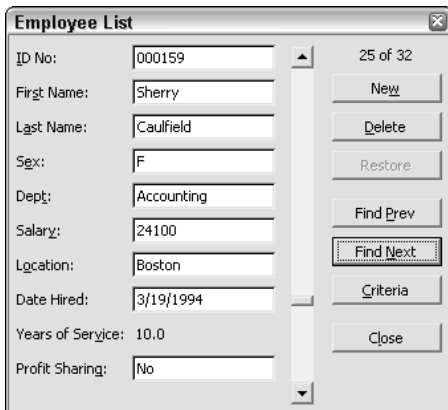 Employee List
ID No: 000159 25 of 32
First Name: Sherry New
Last Name: Caulfield Delete
Sex: F Restore
Dept: Accounting Find Prev
Salary: 24100 Find Next
Location: Boston Criteria
Date Hired: 3/19/1994
Years of Service: 10.0 Close
Profit Sharing: No